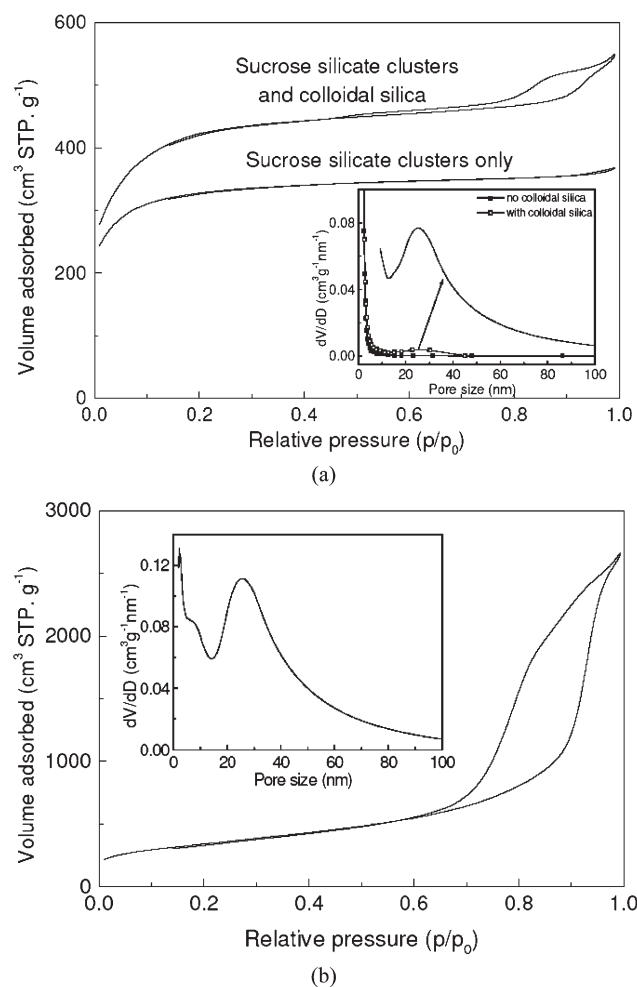 600
400
200
0
Volume adsorbed (cm³ STP. g⁻¹)
Sucrose silicate clusters
and colloidal silica
Sucrose silicate clusters only
no colloidal silica
with colloidal silica
0.08
0.04
0.00
dV/dD (cm³g⁻¹nm⁻¹)
0 20 40 60 80 100
Pore size (nm)
0.0 0.2 0.4 0.6 0.8 1.0
Relative pressure (p/p₀)
(a)
3000
2000
1000
0
Volume adsorbed (cm³ STP. g⁻¹)
0.12
0.08
0.04
0.00
dV/dD (cm³g⁻¹nm⁻¹)
0 20 40 60 80 100
Pore size (nm)
0.0 0.2 0.4 0.6 0.8 1.0
Relative pressure (p/p₀)
(b)